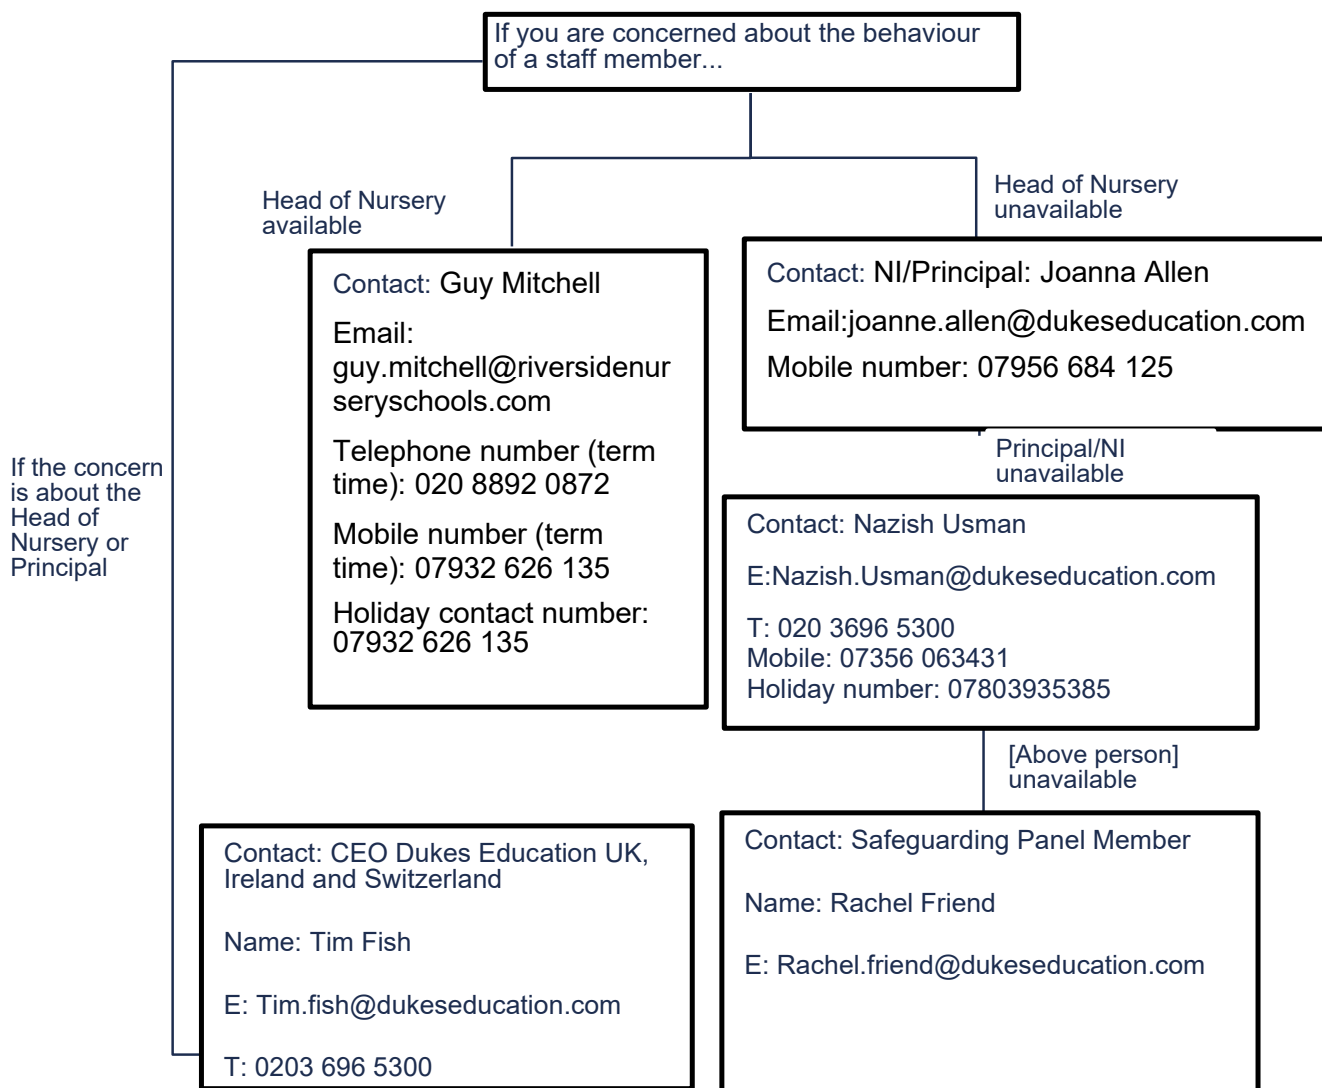 If you are concerned about the behaviour
of a staff member...
Head of Nursery
available
Head of Nursery
unavailable
Contact: Guy Mitchell
Email:
guy.mitchell@riversidenur
seryschools.com
Telephone number (term
time): 020 8892 0872
Mobile number (term
time): 07932 626 135
Holiday contact number:
07932 626 135
Contact: NI/Principal: Joanna Allen
Email:joanne.allen@dukeseducation.com
Mobile number: 07956 684 125
Principal/NI
unavailable
If the concern
is about the
Head of
Nursery or
Principal
Contact: Nazish Usman
E:Nazish.Usman@dukeseducation.com
T: 020 3696 5300
Mobile: 07356 063431
Holiday number: 07803935385
[Above person]
unavailable
Contact: CEO Dukes Education UK,
Ireland and Switzerland
Name: Tim Fish
E: Tim.fish@dukeseducation.com
T: 0203 696 5300
Contact: Safeguarding Panel Member
Name: Rachel Friend
E: Rachel.friend@dukeseducation.com